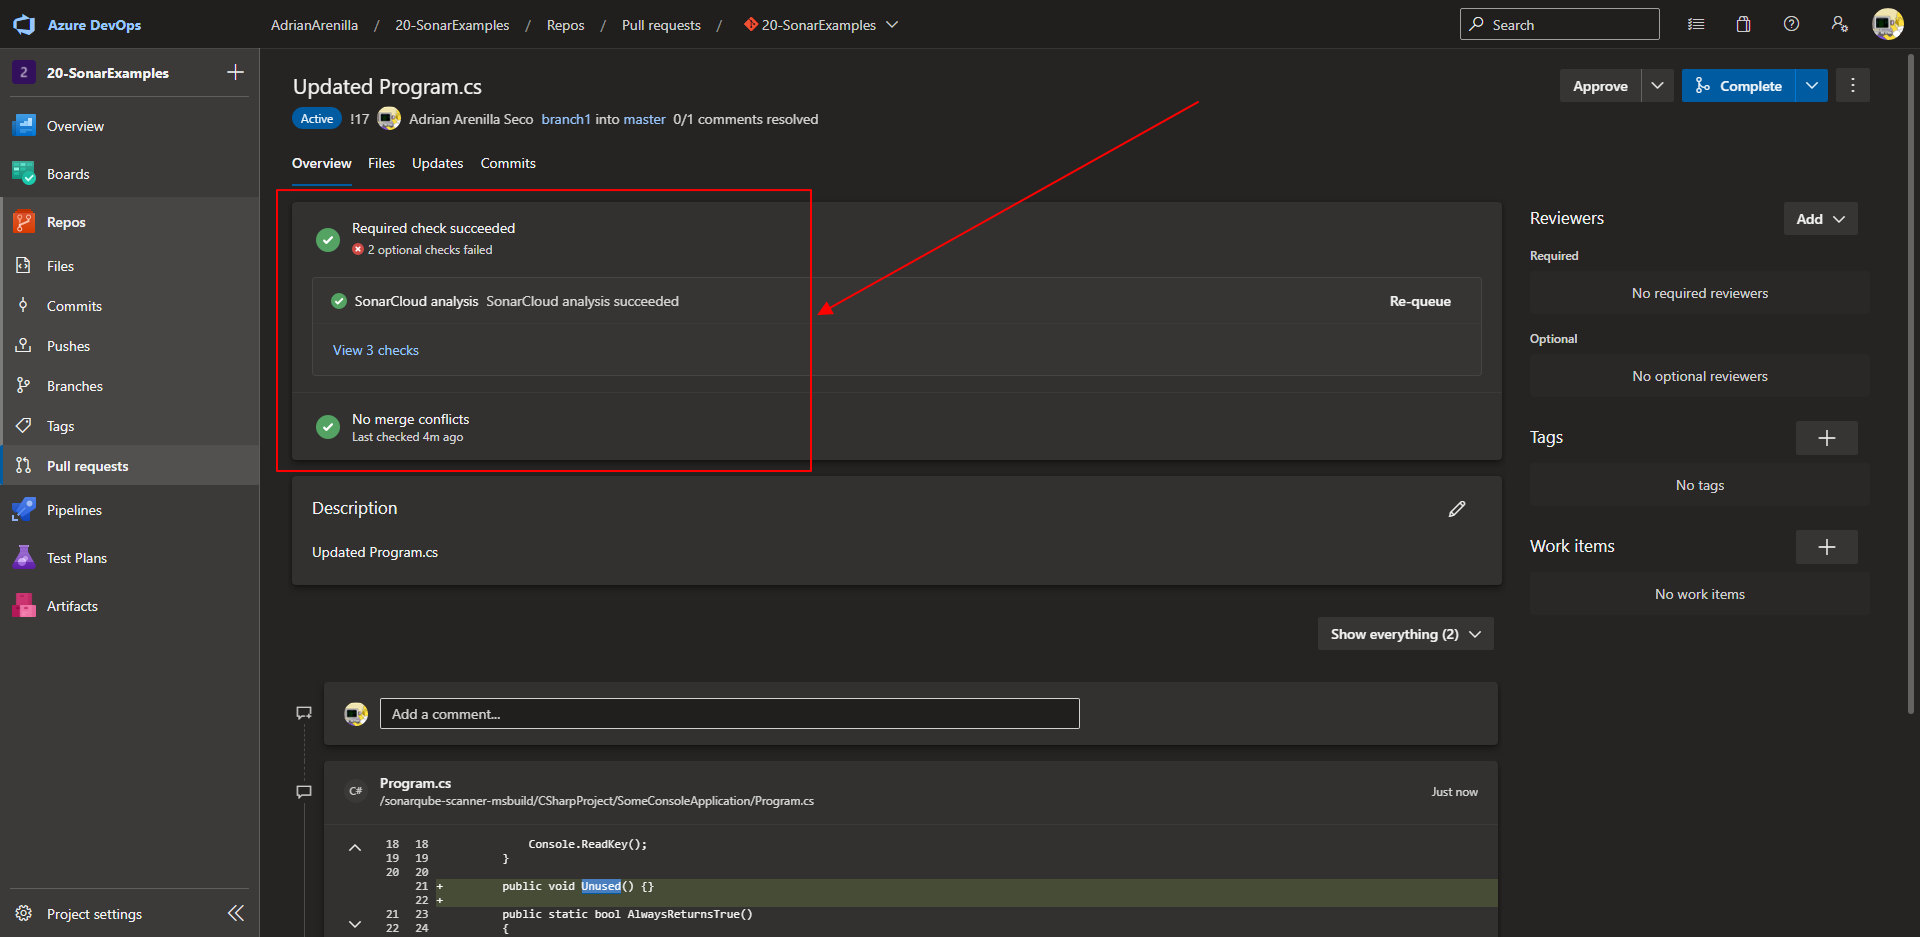 Azure DevOps
AdrianArenilla / 20-SonarExamples / Repos / Pull requests / 20-SonarExamples
Search
2 20-SonarExamples
Overview
Boards
Repos
Files
Commits
Pushes
Branches
Tags
Pull requests
Pipelines
Test Plans
Artifacts
Project settings
Updated Program.cs
Approve
Complete
Active !17 Adrian Arenilla Seco branch1 into master 0/1 comments resolved
Overview Files Updates Commits
Required check succeeded
2 optional checks failed
SonarCloud analysis SonarCloud analysis succeeded Re-queue
View 3 checks
No merge conflicts
Last checked 4m ago
Description
Updated Program.cs
Show everything (2)
Add a comment...
C# Program.cs
/sonarqube-scanner-msbuild/CSharpProject/SomeConsoleApplication/Program.cs
Just now
18 18 Console.ReadKey();
19 19 }
20 20
21 + public void Unused() {}
22 +
21 23 public static bool AlwaysReturnsTrue()
22 24 {
Reviewers
Add
Required
No required reviewers
Optional
No optional reviewers
Tags
No tags
Work items
No work items